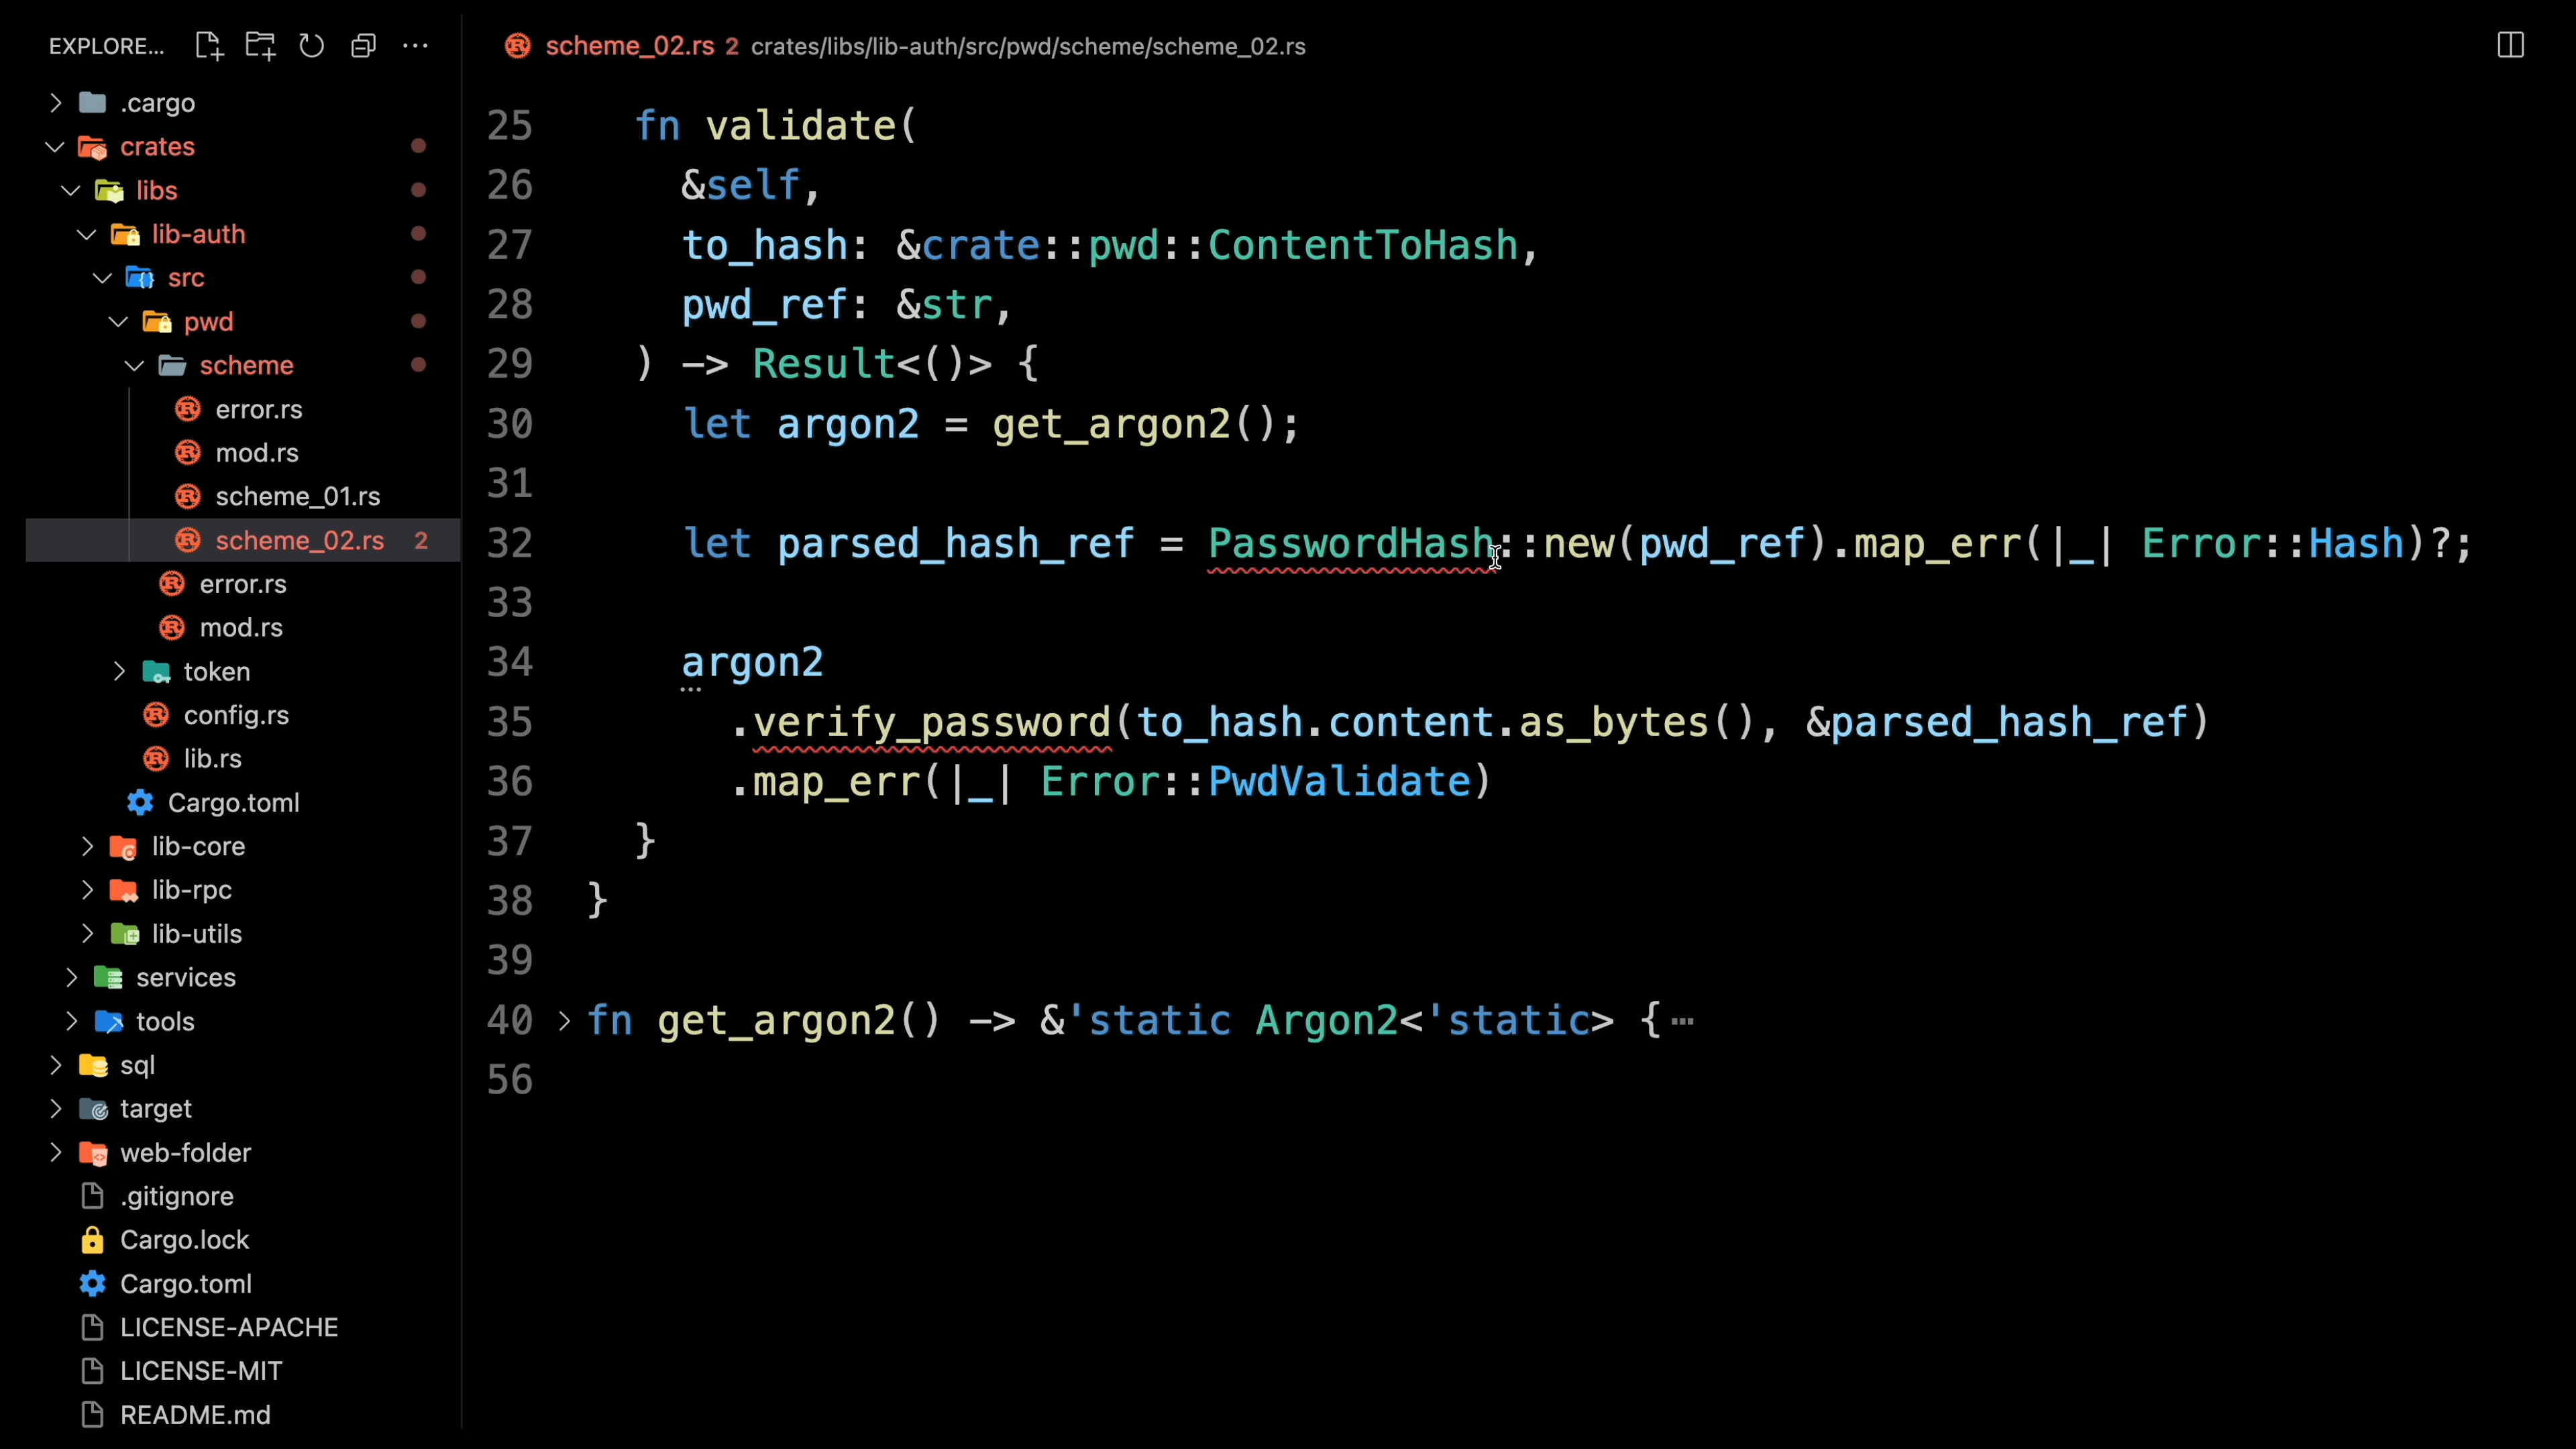 EXPLORE...
.cargo
crates
libs
lib-auth
src
pwd
scheme
error.rs
mod.rs
scheme_01.rs
scheme_02.rs 2
error.rs
mod.rs
token
config.rs
lib.rs
Cargo.toml
lib-core
lib-rpc
lib-utils
services
tools
sql
target
web-folder
.gitignore
Cargo.lock
Cargo.toml
LICENSE-APACHE
LICENSE-MIT
README.md
scheme_02.rs 2 crates/libs/lib-auth/src/pwd/scheme/scheme_02.rs
25 fn validate(
26 &self,
27 to_hash: &crate::pwd::ContentToHash,
28 pwd_ref: &str,
29 ) -> Result<()> {
30 let argon2 = get_argon2();
31
32 let parsed_hash_ref = PasswordHash::new(pwd_ref).map_err(|_| Error::Hash)?;
33
34 argon2
35 .verify_password(to_hash.content.as_bytes(), &parsed_hash_ref)
36 .map_err(|_| Error::PwdValidate)
37 }
38 }
39
40 fn get_argon2() -> &'static Argon2<'static> {⋯
56